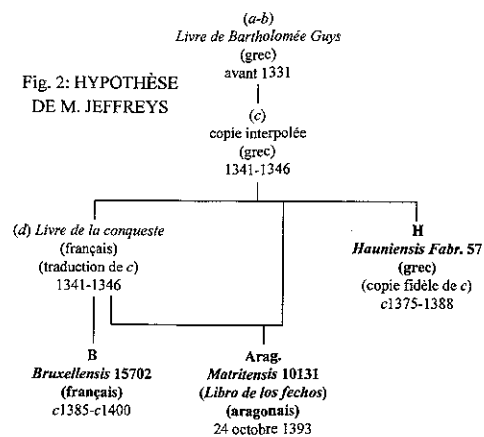 (a-b)
Livre de Bartholomée Guys
(grec)
avant 1331
Fig. 2: HYPOTHÈSE
DE M. JEFFREYS
(c)
copie interpolée
(grec)
1341-1346
(d) Livre de la conqueste
(français)
(traduction de c)
1341-1346
H
Hauniensis Fabr. 57
(grec)
(copie fidèle de c)
c1375-1388
B
Bruxellensis 15702
(français)
c1385-c1400
Arag.
Matritensis 10131
(Libro de los fechos)
(aragonais)
24 octobre 1393